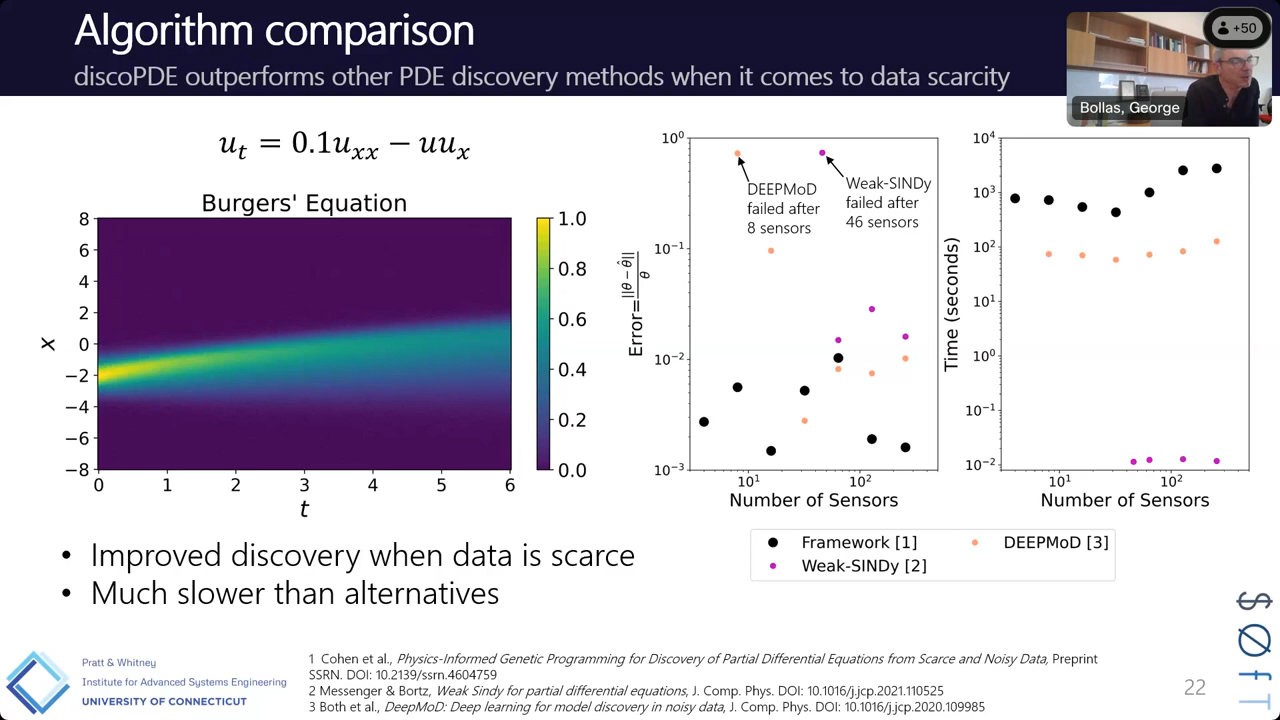 Algorithm comparison
discoPDE outperforms other PDE discovery methods when it comes to data scarcity
+50
Bollas, George
u_t = 0.1u_{xx} − uu_x
Burgers' Equation
8
6
4
2
0
−2
−4
−6
−8
x
0 1 2 3 4 5 6
t
1.0
0.8
0.6
0.4
0.2
0.0
10^0
10^{-1}
10^{-2}
10^{-3}
Error=||θ − θ̂||/θ
DEEPMoD
failed after
8 sensors
Weak-SINDy
failed after
46 sensors
10^1 10^2
Number of Sensors
10^4
10^3
10^2
10^1
10^0
10^{-1}
10^{-2}
Time (seconds)
10^1 10^2
Number of Sensors
Framework [1]
Weak-SINDy [2]
DEEPMoD [3]
• Improved discovery when data is scarce
• Much slower than alternatives
Pratt & Whitney
Institute for Advanced Systems Engineering
UNIVERSITY OF CONNECTICUT
1 Cohen et al., Physics-Informed Genetic Programming for Discovery of Partial Differential Equations from Scarce and Noisy Data, Preprint
SSRN. DOI: 10.2139/ssrn.4604759
2 Messenger & Bortz, Weak Sindy for partial differential equations, J. Comp. Phys. DOI: 10.1016/j.jcp.2021.110525
3 Both et al., DeepMoD: Deep learning for model discovery in noisy data, J. Comp. Phys. DOI: 10.1016/j.jcp.2020.109985
22